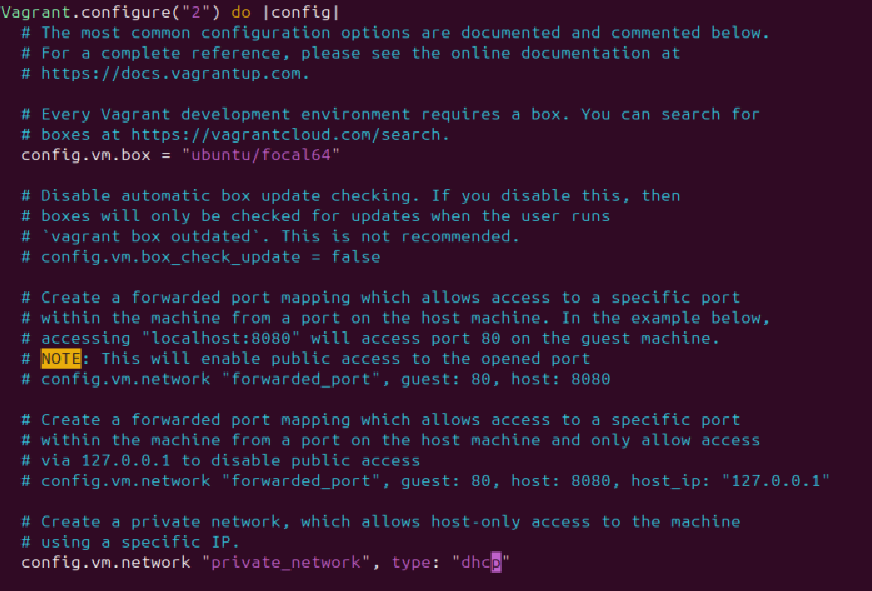 Vagrant.configure("2") do |config|
# The most common configuration options are documented and commented below.
# For a complete reference, please see the online documentation at
# https://docs.vagrantup.com.
# Every Vagrant development environment requires a box. You can search for
# boxes at https://vagrantcloud.com/search.
config.vm.box = "ubuntu/focal64"
# Disable automatic box update checking. If you disable this, then
# boxes will only be checked for updates when the user runs
# `vagrant box outdated`. This is not recommended.
# config.vm.box_check_update = false
# Create a forwarded port mapping which allows access to a specific port
# within the machine from a port on the host machine. In the example below,
# accessing "localhost:8080" will access port 80 on the guest machine.
# NOTE: This will enable public access to the opened port
# config.vm.network "forwarded_port", guest: 80, host: 8080
# Create a forwarded port mapping which allows access to a specific port
# within the machine from a port on the host machine and only allow access
# via 127.0.0.1 to disable public access
# config.vm.network "forwarded_port", guest: 80, host: 8080, host_ip: "127.0.0.1"
# Create a private network, which allows host-only access to the machine
# using a specific IP.
config.vm.network "private_network", type: "dhcp"